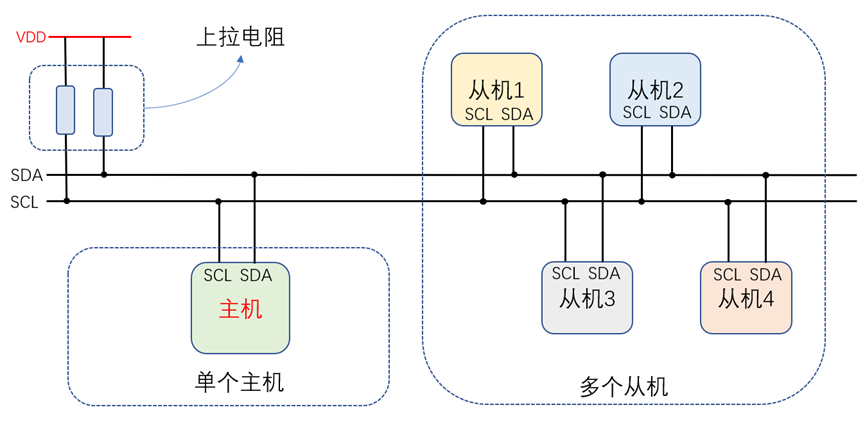 VDD
上拉电阻
从机1
SCL SDA
从机2
SCL SDA
SDA
SCL
SCL SDA
主机
单个主机
SCL SDA
从机3
SCL SDA
从机4
多个从机